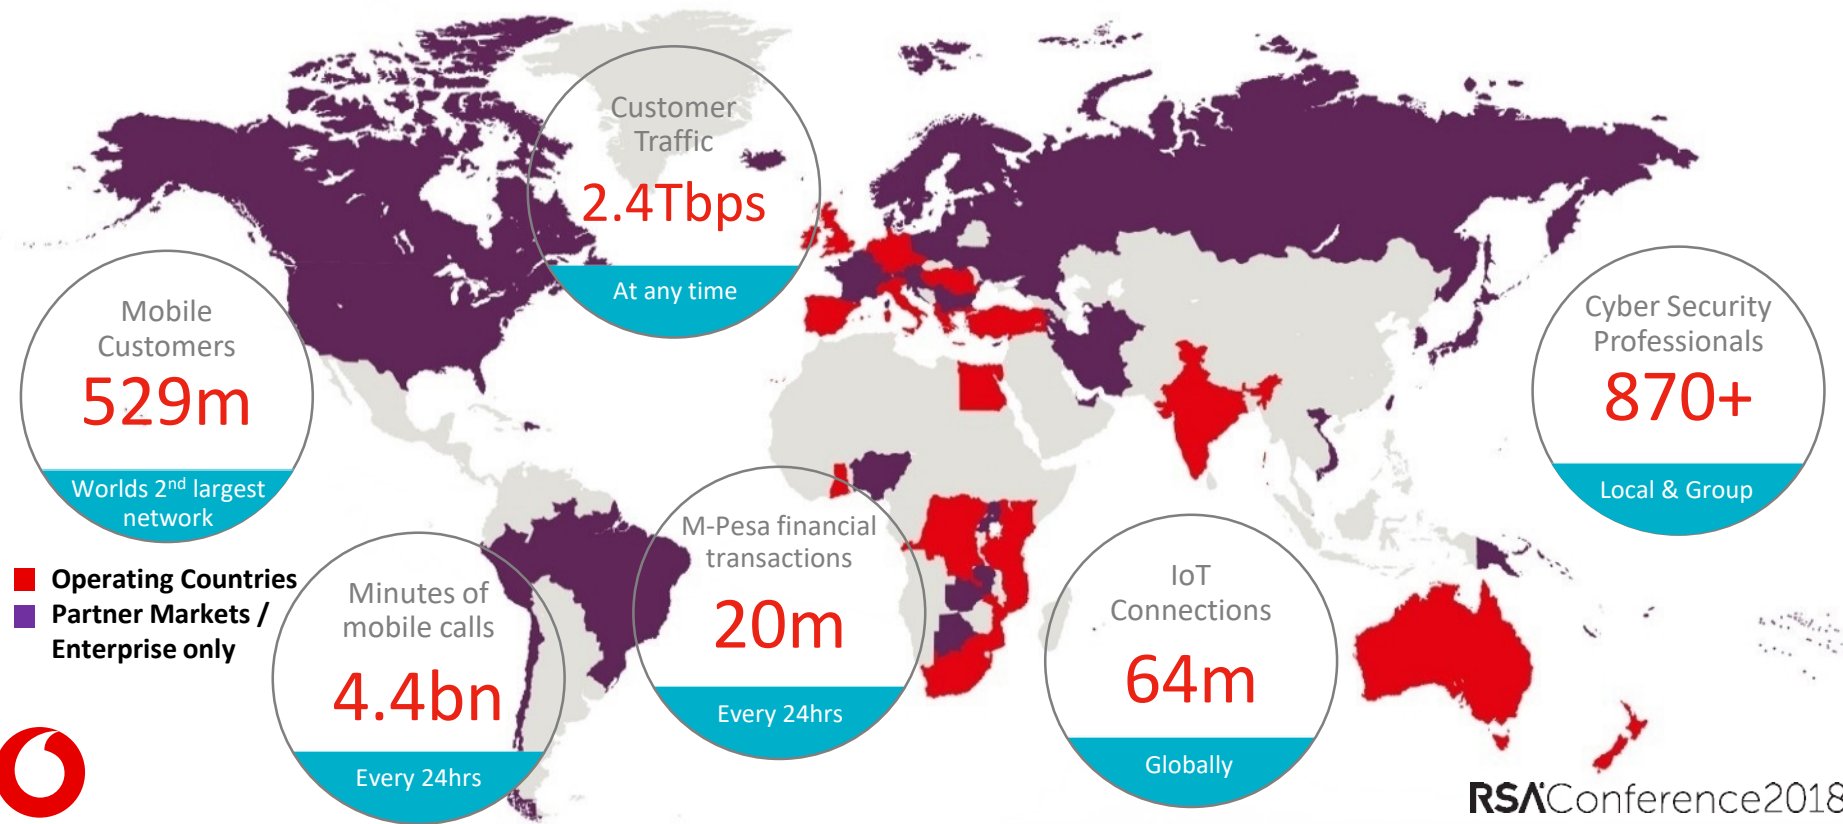 Customer
Traffic
2.4Tbps
At any time
Mobile
Customers
529m
Worlds 2nd largest
network
Cyber Security
Professionals
870+
Local & Group
Operating Countries
Partner Markets /
Enterprise only
Minutes of
mobile calls
4.4bn
Every 24hrs
M-Pesa financial
transactions
20m
Every 24hrs
IoT
Connections
64m
Globally
RSAConference2018